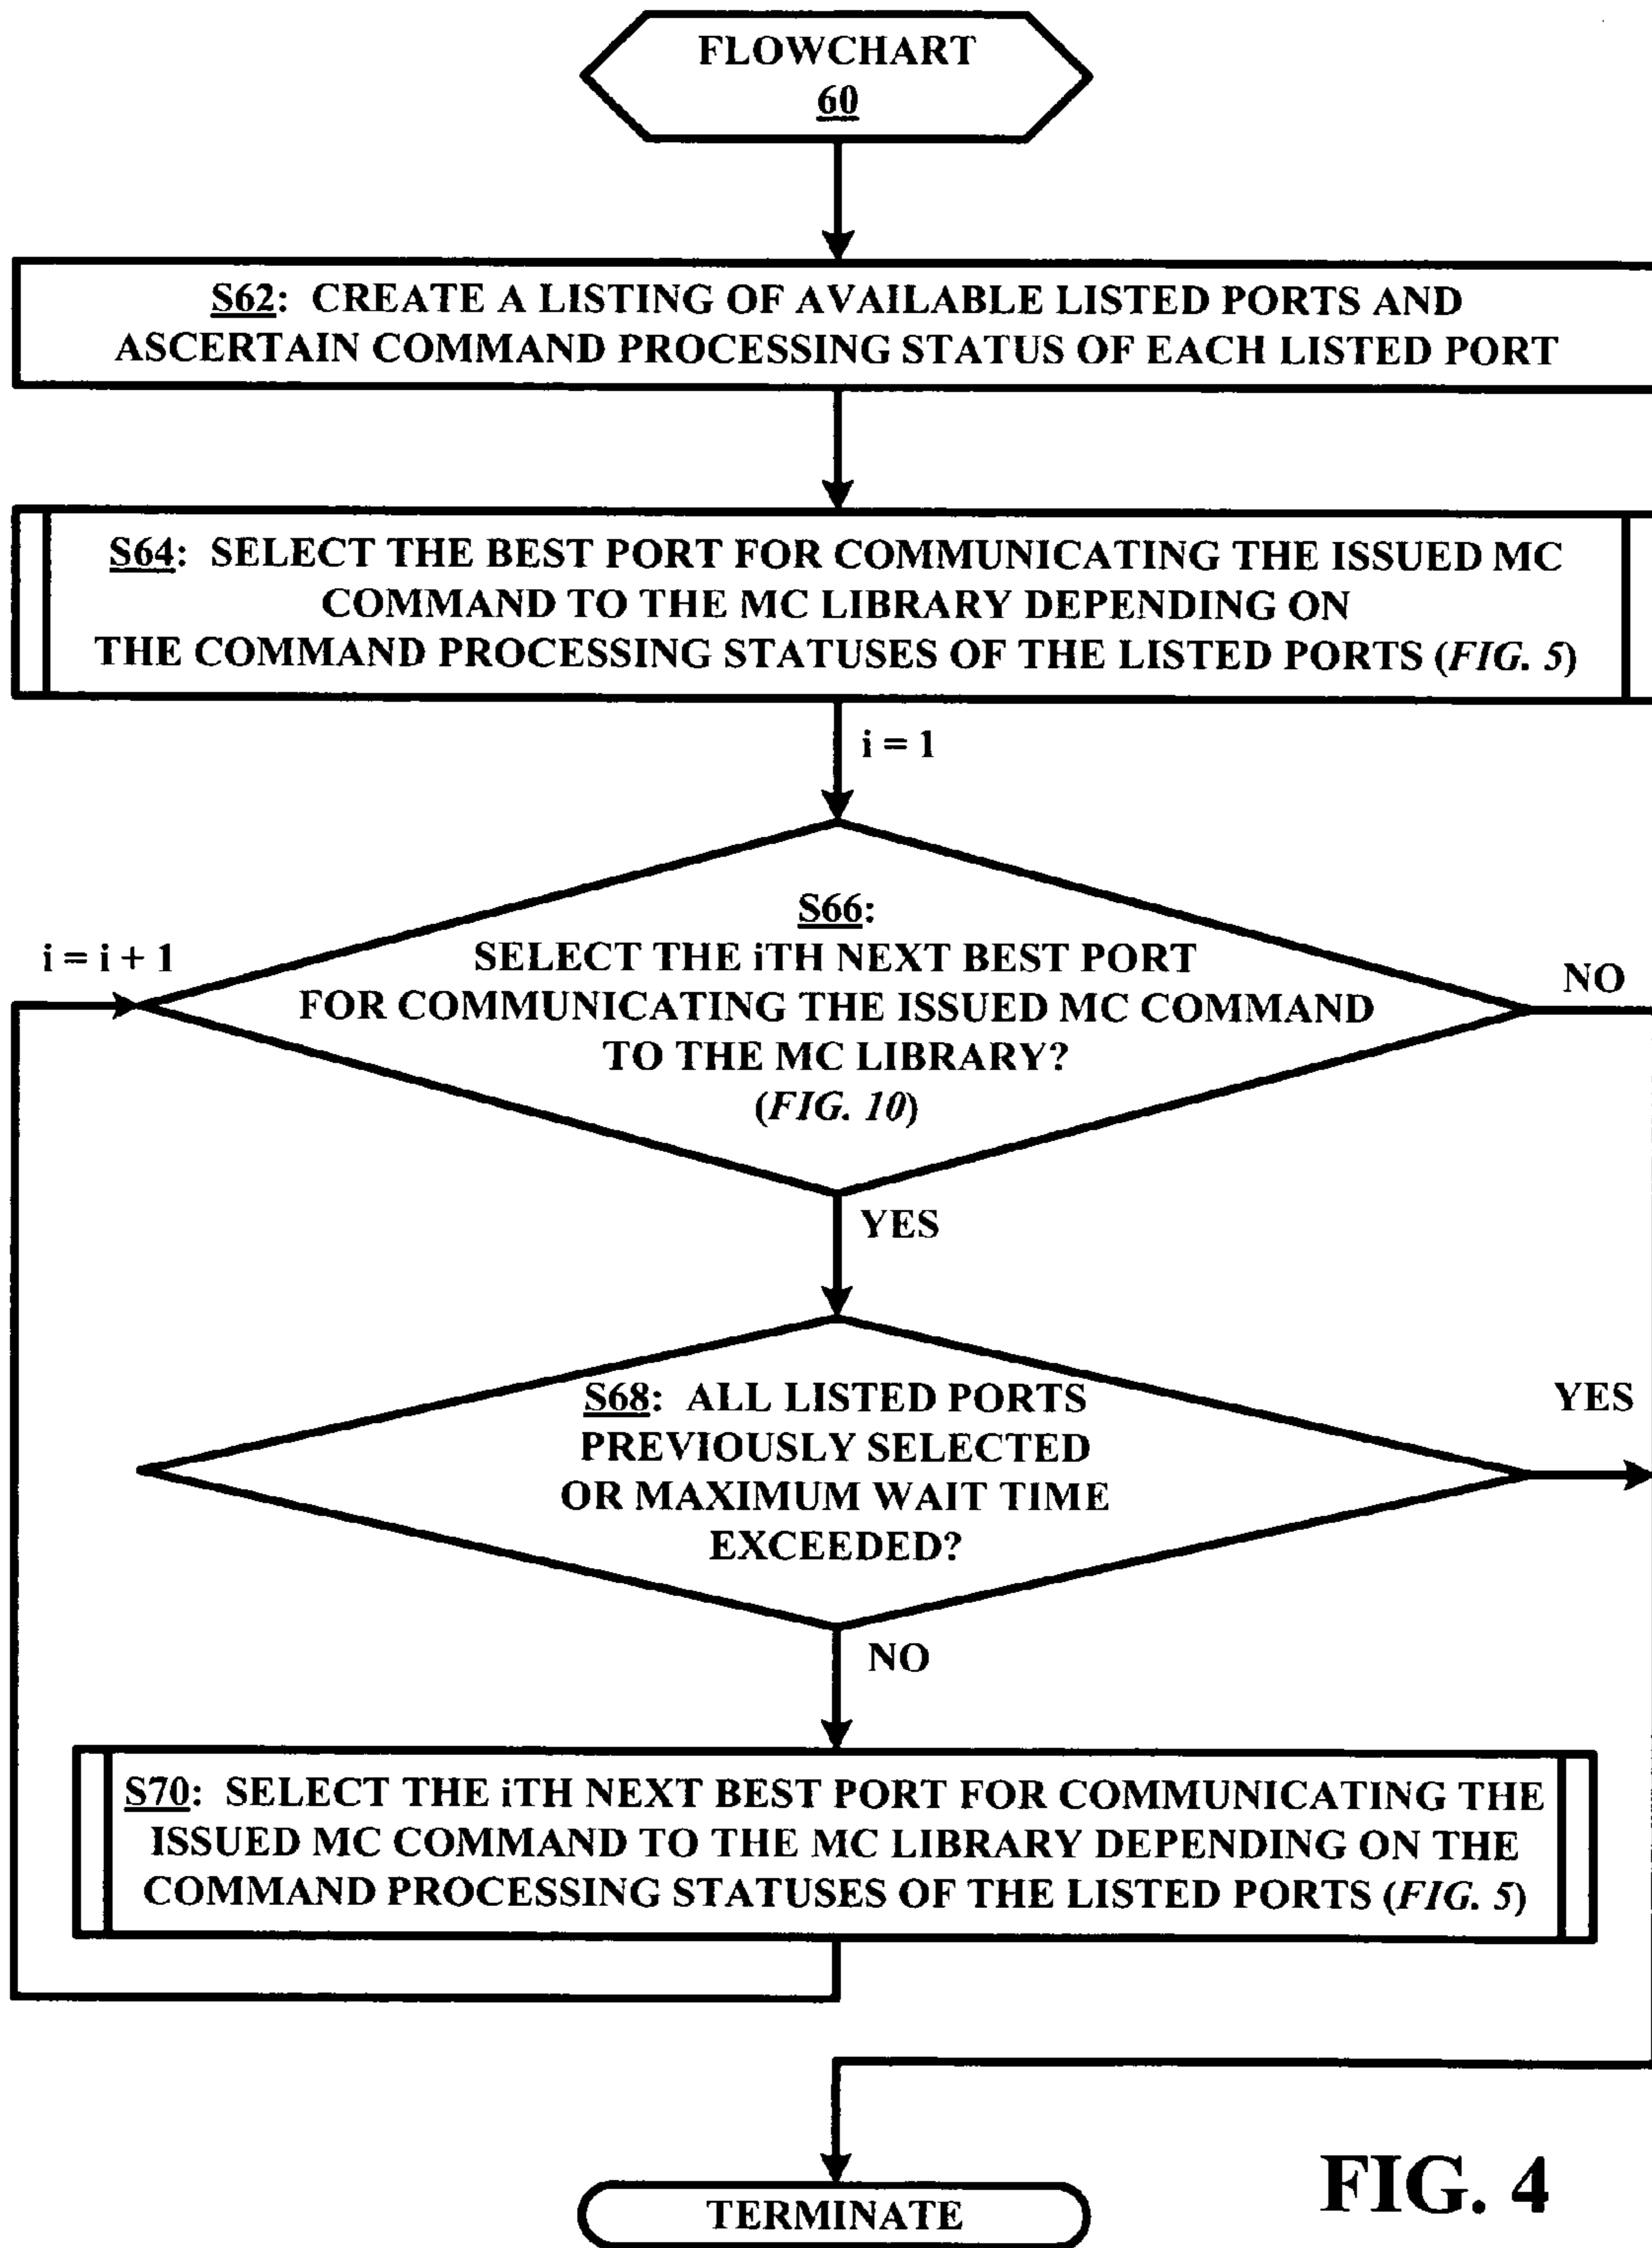 FLOWCHART
60
S62: CREATE A LISTING OF AVAILABLE LISTED PORTS AND
ASCERTAIN COMMAND PROCESSING STATUS OF EACH LISTED PORT
S64: SELECT THE BEST PORT FOR COMMUNICATING THE ISSUED MC
COMMAND TO THE MC LIBRARY DEPENDING ON
THE COMMAND PROCESSING STATUSES OF THE LISTED PORTS (FIG. 5)
i = 1
i = i + 1
S66:
SELECT THE iTH NEXT BEST PORT
FOR COMMUNICATING THE ISSUED MC COMMAND
TO THE MC LIBRARY?
(FIG. 10)
NO
YES
S68: ALL LISTED PORTS
PREVIOUSLY SELECTED
OR MAXIMUM WAIT TIME
EXCEEDED?
YES
NO
S70: SELECT THE iTH NEXT BEST PORT FOR COMMUNICATING THE
ISSUED MC COMMAND TO THE MC LIBRARY DEPENDING ON THE
COMMAND PROCESSING STATUSES OF THE LISTED PORTS (FIG. 5)
TERMINATE
FIG. 4